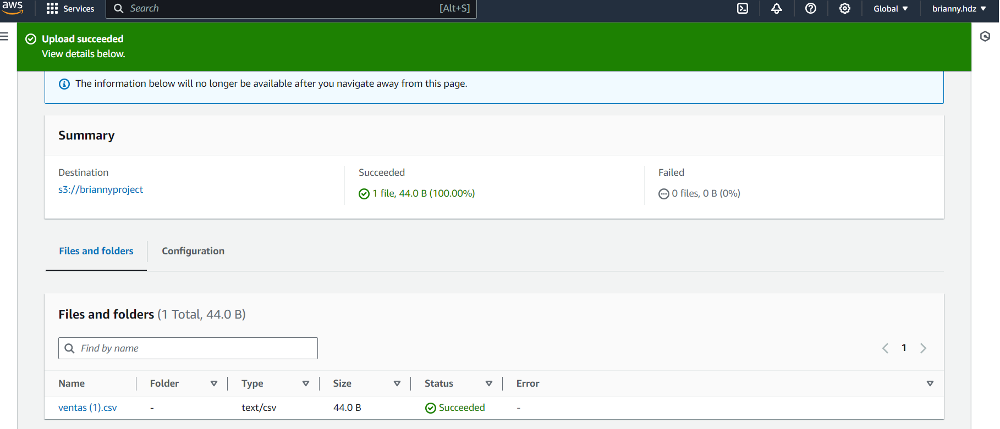 aws
Services
Search
[Alt+S]
Global
brianny.hdz
Upload succeeded
View details below.
The information below will no longer be available after you navigate away from this page.
Summary
Destination
s3://briannyproject
Succeeded
1 file, 44.0 B (100.00%)
Failed
0 files, 0 B (0%)
Files and folders
Configuration
Files and folders (1 Total, 44.0 B)
Find by name
1
Name Folder Type Size Status Error
ventas (1).csv - text/csv 44.0 B Succeeded -